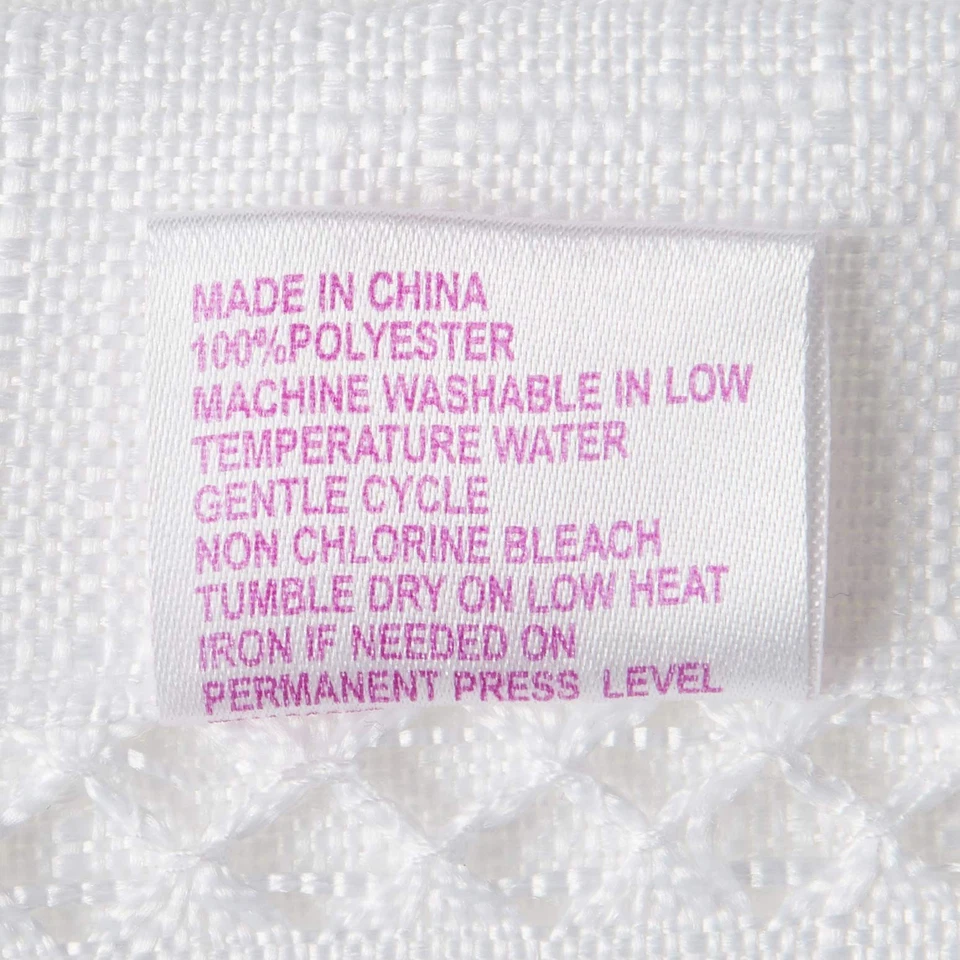 MADE IN CHINA
100%POLYESTER
MACHINE WASHABLE IN LOW
TEMPERATURE WATER
GENTLE CYCLE
NON CHLORINE BLEACH
TUMBLE DRY ON LOW HEAT
IRON IF NEEDED ON
PERMANENT PRESS LEVEL